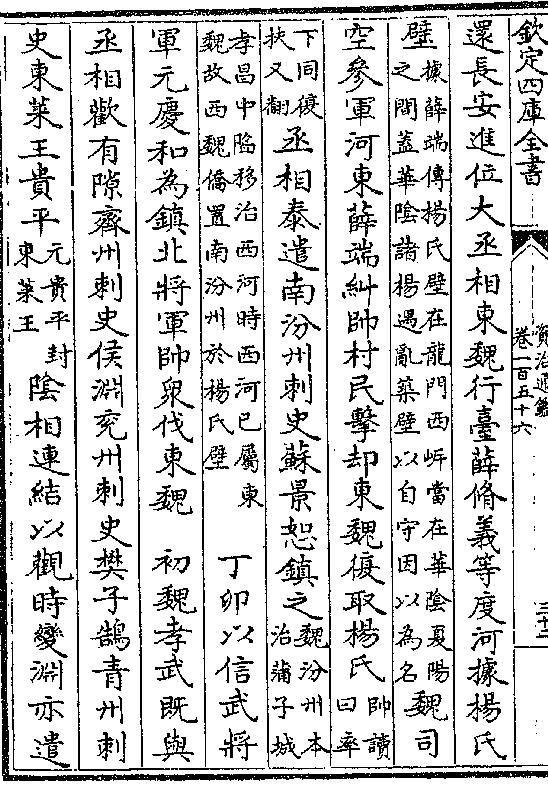 欽定四庫全書
資治通鑑
卷一百五十六
三十二
還長安進位大丞相東魏行臺薛脩義等度河據楊氏
壁據薛端傳楊氏壁在龍門西岸當在華陰夏陽
之間蓋華陰諸楊遇亂築壁以自守因以為名魏司
空參軍河東薛端糾帥村民擊却東魏復取楊氏帥讀
曰率
下同復
扶又翻丞相泰遣南汾州刺史蘇景恕鎮之魏汾州本
治蒲子城
孝昌中陷移治西河時西河已屬東
魏故西魏僑置南汾州於楊氏壁 丁卯以信武將
軍元慶和為鎮北將軍帥衆伐東魏 初魏孝武既與
丞相歡有隙齊州刺史侯淵兖州刺史樊子鵠青州刺
史東萊王貴平元貴平封
東萊王陰相連結以觀時變淵亦遣